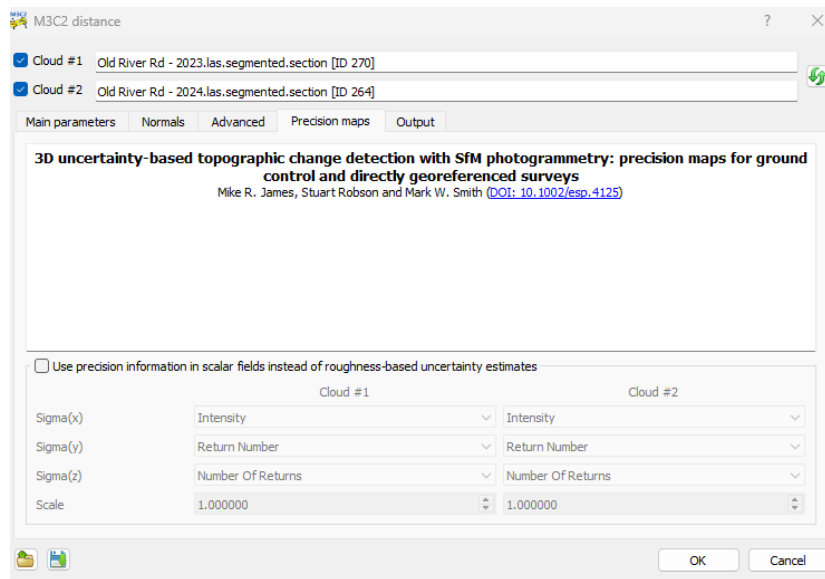 M3C2 distance
?
Cloud #1 Old River Rd - 2023.las.segmented.section [ID 270]
Cloud #2 Old River Rd - 2024.las.segmented.section [ID 264]
Main parameters Normals Advanced Precision maps Output
3D uncertainty-based topographic change detection with SfM photogrammetry: precision maps for ground
control and directly georeferenced surveys
Mike R. James, Stuart Robson and Mark W. Smith (DOI: 10.1002/esp.4125)
Use precision information in scalar fields instead of roughness-based uncertainty estimates
Cloud #1 Cloud #2
Sigma(x) Intensity Intensity
Sigma(y) Return Number Return Number
Sigma(z) Number Of Returns Number Of Returns
Scale 1.000000 1.000000
OK Cancel